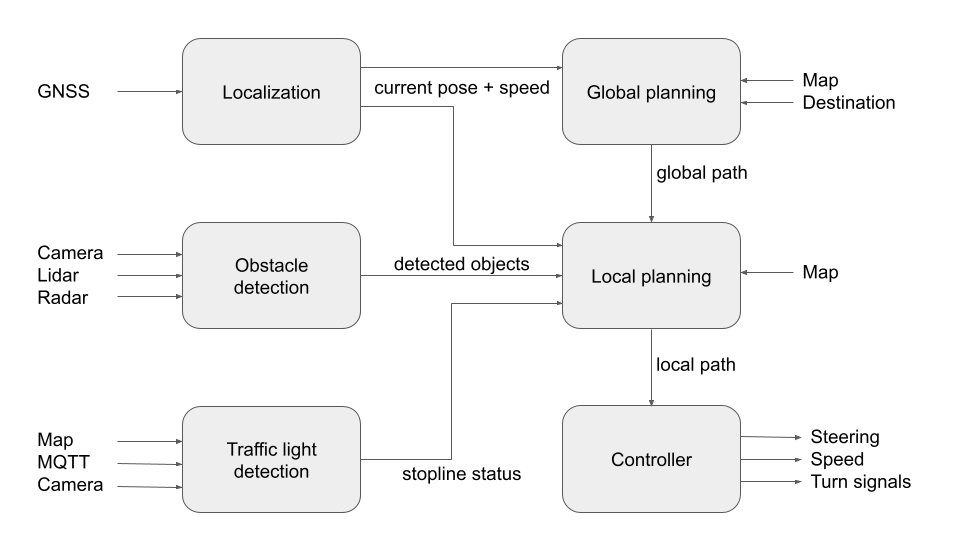 GNSS
Localization
current pose + speed
Global planning
Map
Destination
global path
Camera
Lidar
Radar
Obstacle
detection
detected objects
Local planning
Map
local path
Map
MQTT
Camera
Traffic light
detection
stopline status
Controller
Steering
Speed
Turn signals